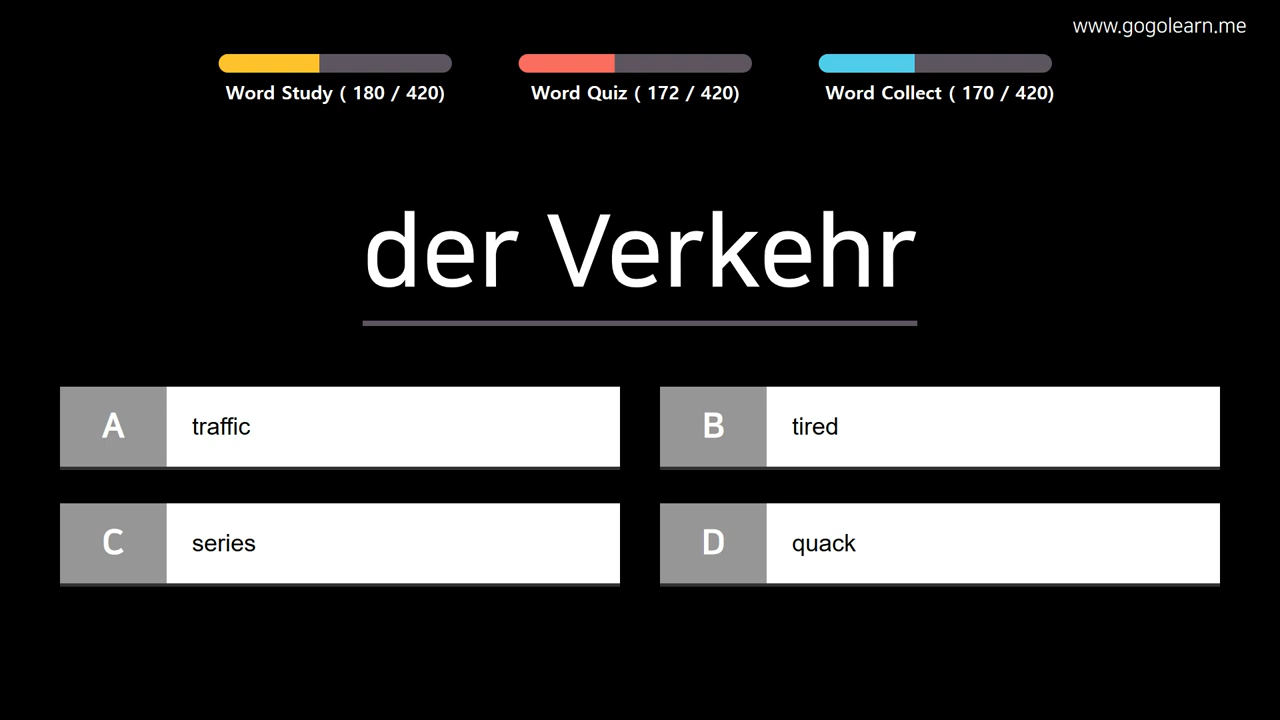 www.gogolearn.me
Word Study ( 180 / 420)
Word Quiz ( 172 / 420)
Word Collect ( 170 / 420)
der Verkehr
A traffic
B tired
C series
D quack